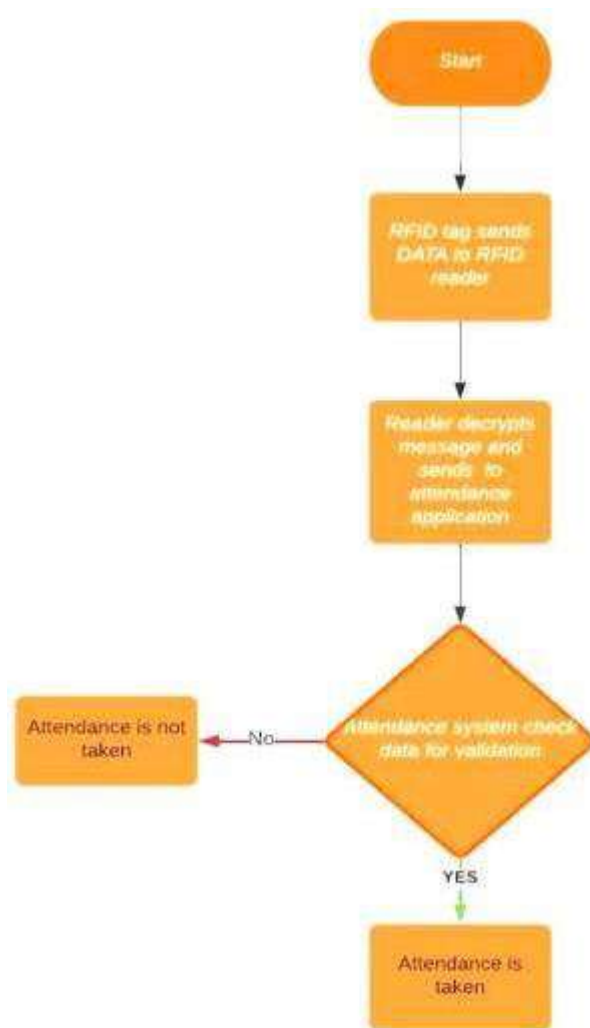 Start
RFID tag sends
DATA to RFID
reader
Reader decrypts
message and
sends to
attendance
application
Attendance system check
data for validation
No
Attendance is not
taken
YES
Attendance is
taken